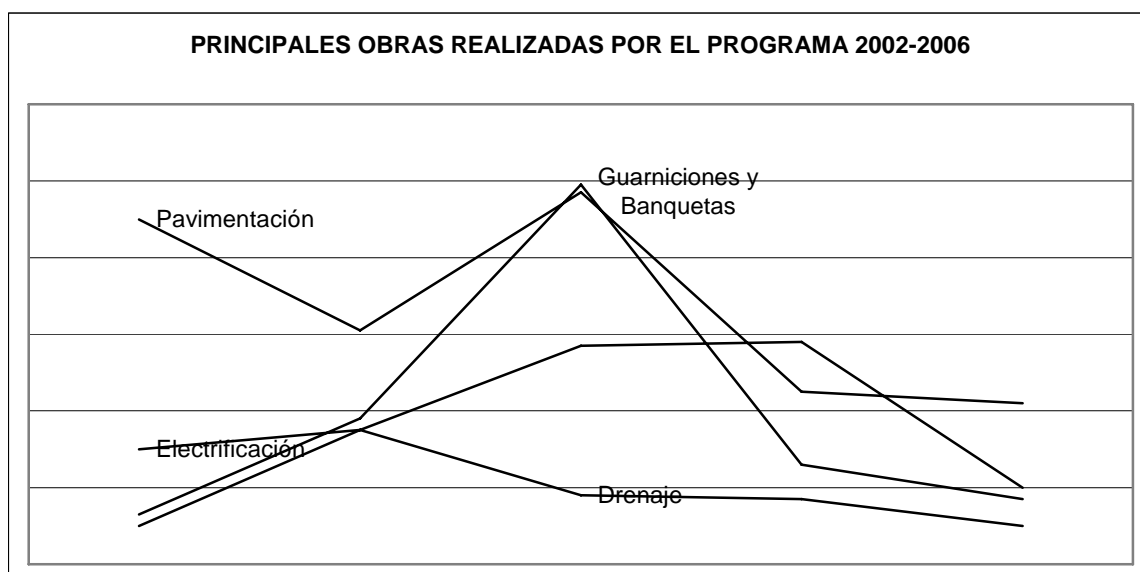 PRINCIPALES OBRAS REALIZADAS POR EL PROGRAMA 2002-2006
Guarniciones y
Banquetas
Pavimentación
Electrificación
Drenaje